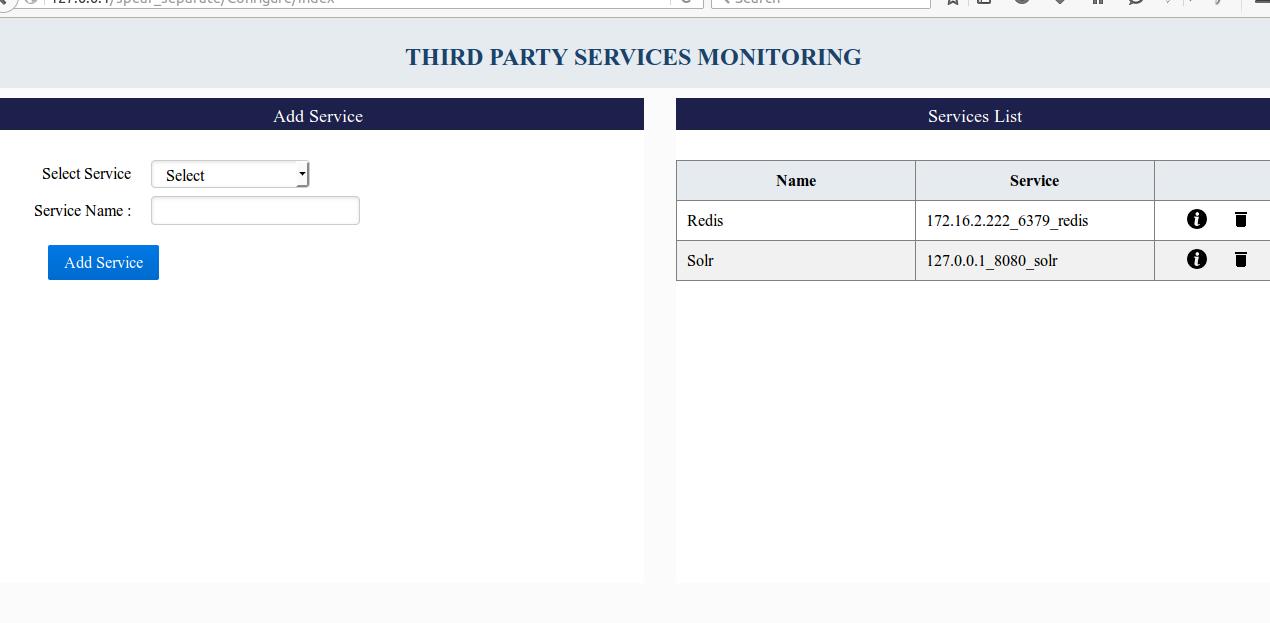 127.0.0.1/spear_separate/Configure/index
Search
THIRD PARTY SERVICES MONITORING
Add Service
Select Service
Select
Service Name :
Add Service
Services List
Name
Service
Redis
172.16.2.222_6379_redis
Solr
127.0.0.1_8080_solr